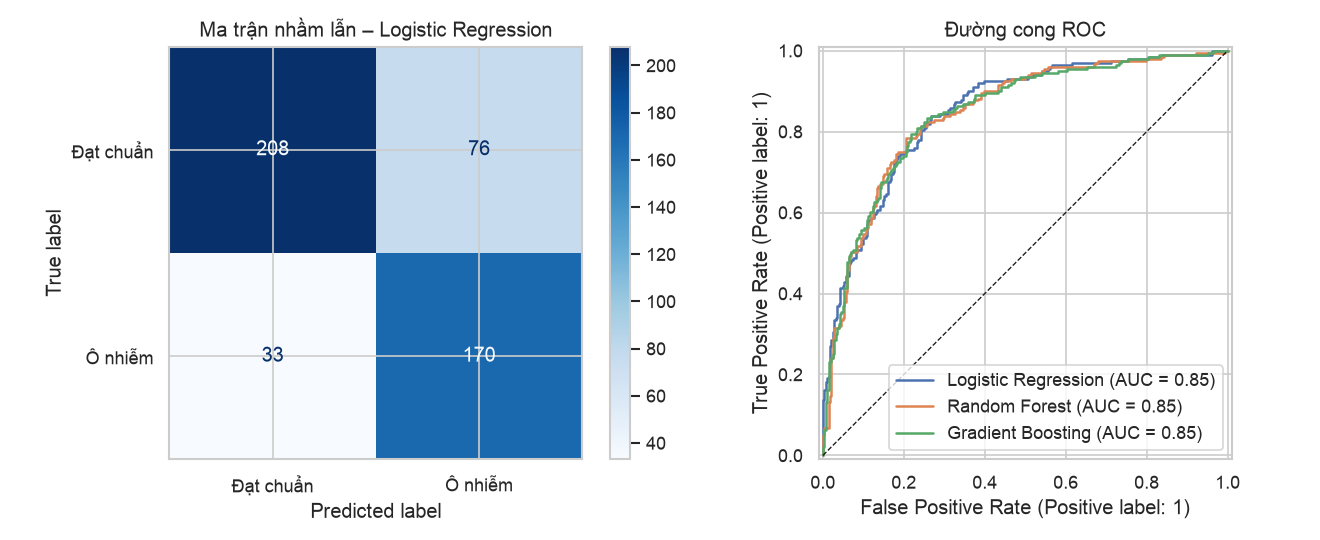 Ma trận nhầm lẫn – Logistic Regression
True label
Đạt chuẩn
Ô nhiễm
208
76
33
170
Đạt chuẩn
Ô nhiễm
Predicted label
200
180
160
140
120
100
80
60
40
Đường cong ROC
True Positive Rate (Positive label: 1)
1.0
0.8
0.6
0.4
0.2
0.0
Logistic Regression (AUC = 0.85)
Random Forest (AUC = 0.85)
Gradient Boosting (AUC = 0.85)
0.0
0.2
0.4
0.6
0.8
1.0
False Positive Rate (Positive label: 1)